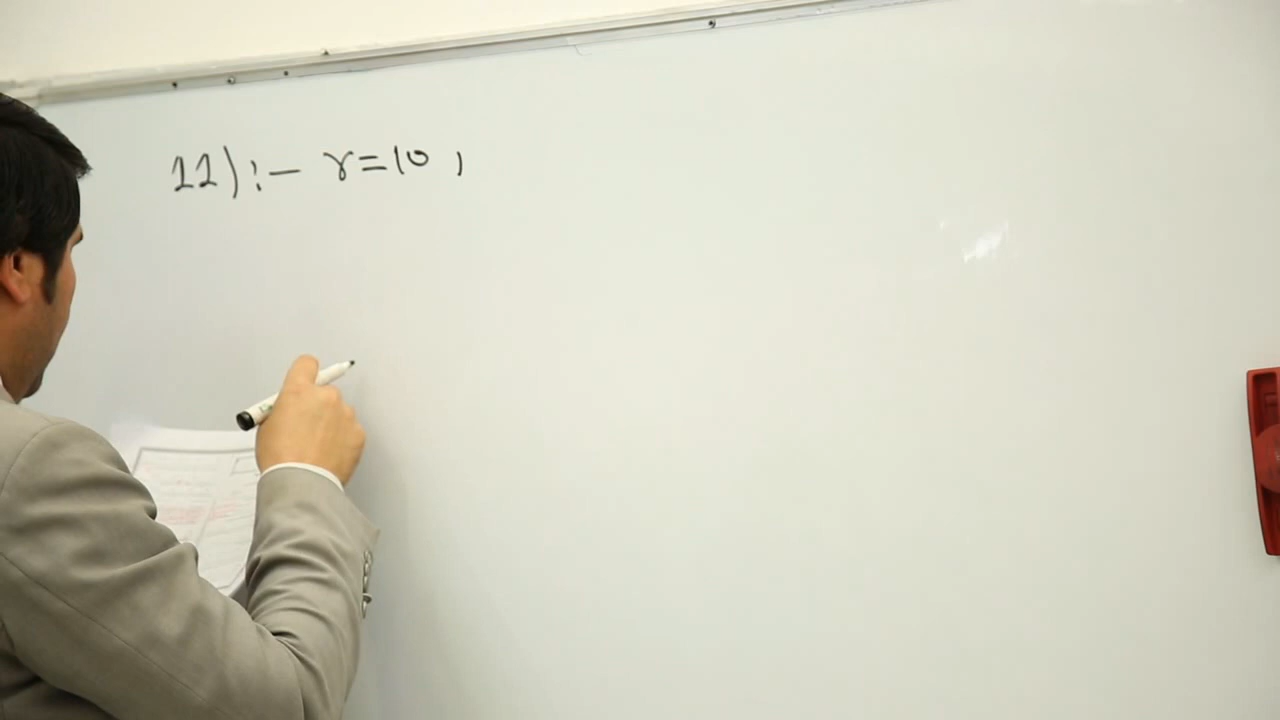 11) :- r=10 ,